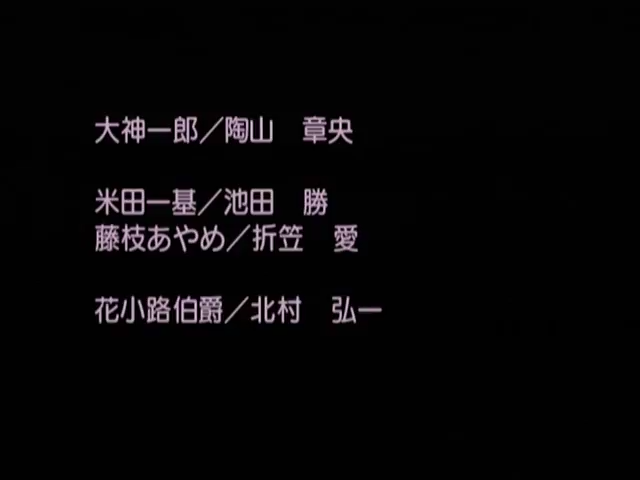 大神一郎／陶山　章央
米田一基／池田　勝
藤枝あやめ／折笠　愛
花小路伯爵／北村　弘一